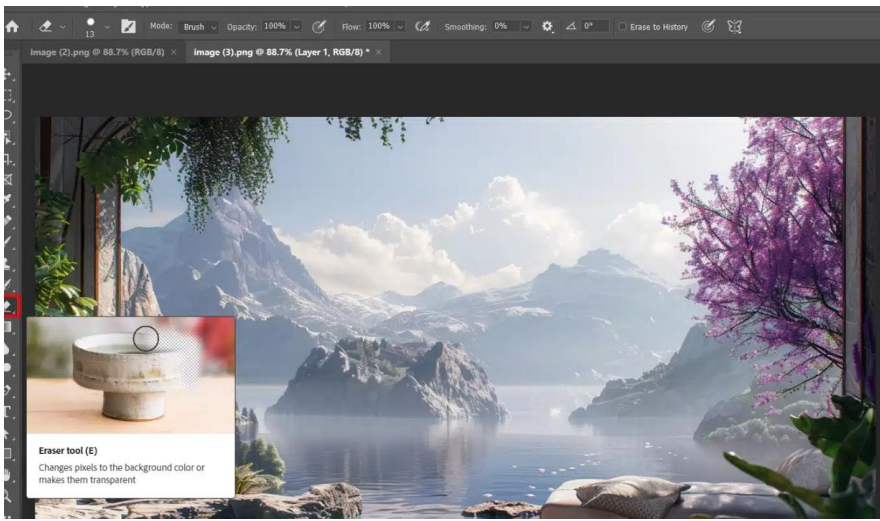 Mode: Brush Opacity: 100% Flow: 100% Smoothing: 0% 0° Erase to History
13
image (2).png @ 88.7% (RGB/8) × image (3).png @ 88.7% (Layer 1, RGB/8) * ×
T
Eraser tool (E)
Changes pixels to the background color or
makes them transparent